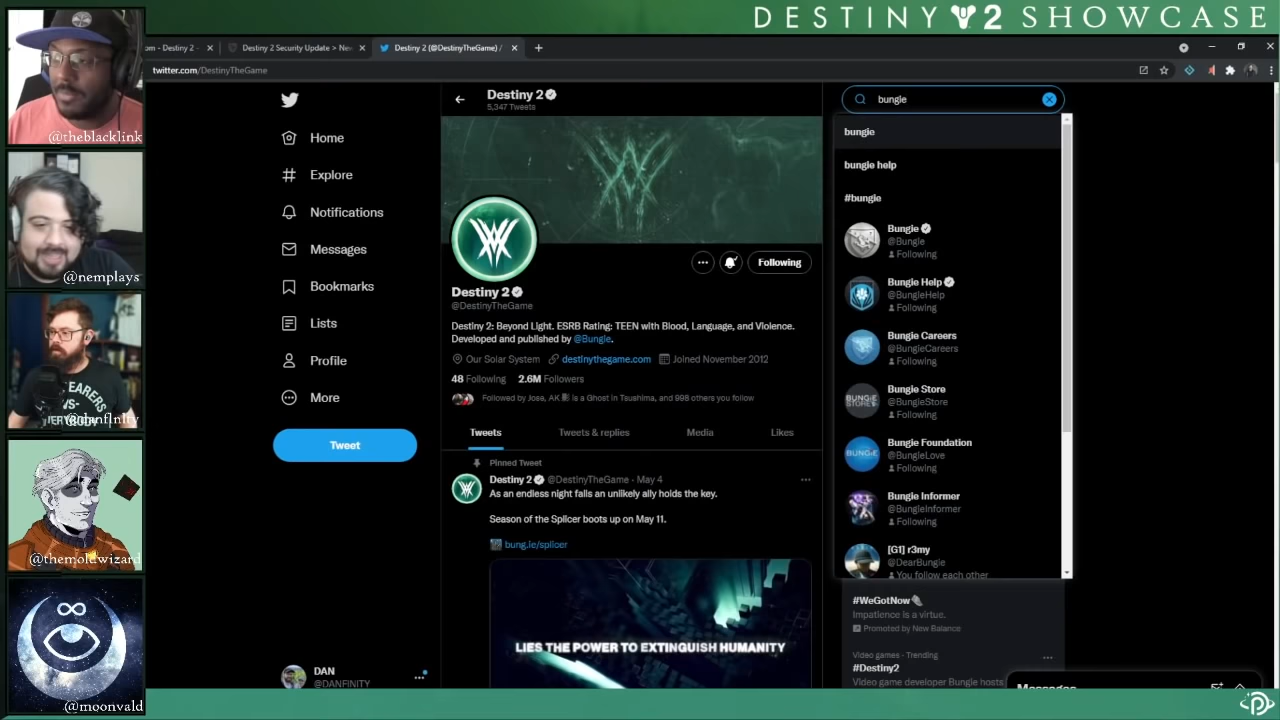 DESTINY 2 SHOWCASE
om - Destiny 2 -
Destiny 2 Security Update > Ne
Destiny 2 (@DestinyTheGame) /
twitter.com/DestinyTheGame
@theblacklink
@nemplays
@danf1n1ty
@themoldwizard
@moonvald
Home
Explore
Notifications
Messages
Bookmarks
Lists
Profile
More
Tweet
DAN
@DANFINITY
Destiny 2
5,347 Tweets
Following
Destiny 2
@DestinyTheGame
Destiny 2: Beyond Light. ESRB Rating: TEEN with Blood, Language, and Violence.
Developed and published by @Bungie.
Our Solar System destinythegame.com Joined November 2012
48 Following 2.6M Followers
Followed by Jose, AK is a Ghost in Tsushima, and 998 others you follow
Tweets Tweets & replies Media Likes
Pinned Tweet
Destiny 2 @DestinyTheGame · May 4
As an endless night falls an unlikely ally holds the key.
Season of the Splicer boots up on May 11.
bung.ie/splicer
LIES THE POWER TO EXTINGUISH HUMANITY
bungie
bungie
bungie help
#bungie
Bungie
@Bungie
Following
Bungie Help
@BungieHelp
Following
Bungie Careers
@BungieCareers
Following
Bungie Store
@BungieStore
Following
Bungie Foundation
@BungieLove
Following
Bungie Informer
@BungieInformer
Following
[G1] r3my
@DearBungie
You follow each other
#WeGotNow
Impatience is a virtue.
Promoted by New Balance
Video games · Trending
#Destiny2
Video game developer Bungie hosts
Messages